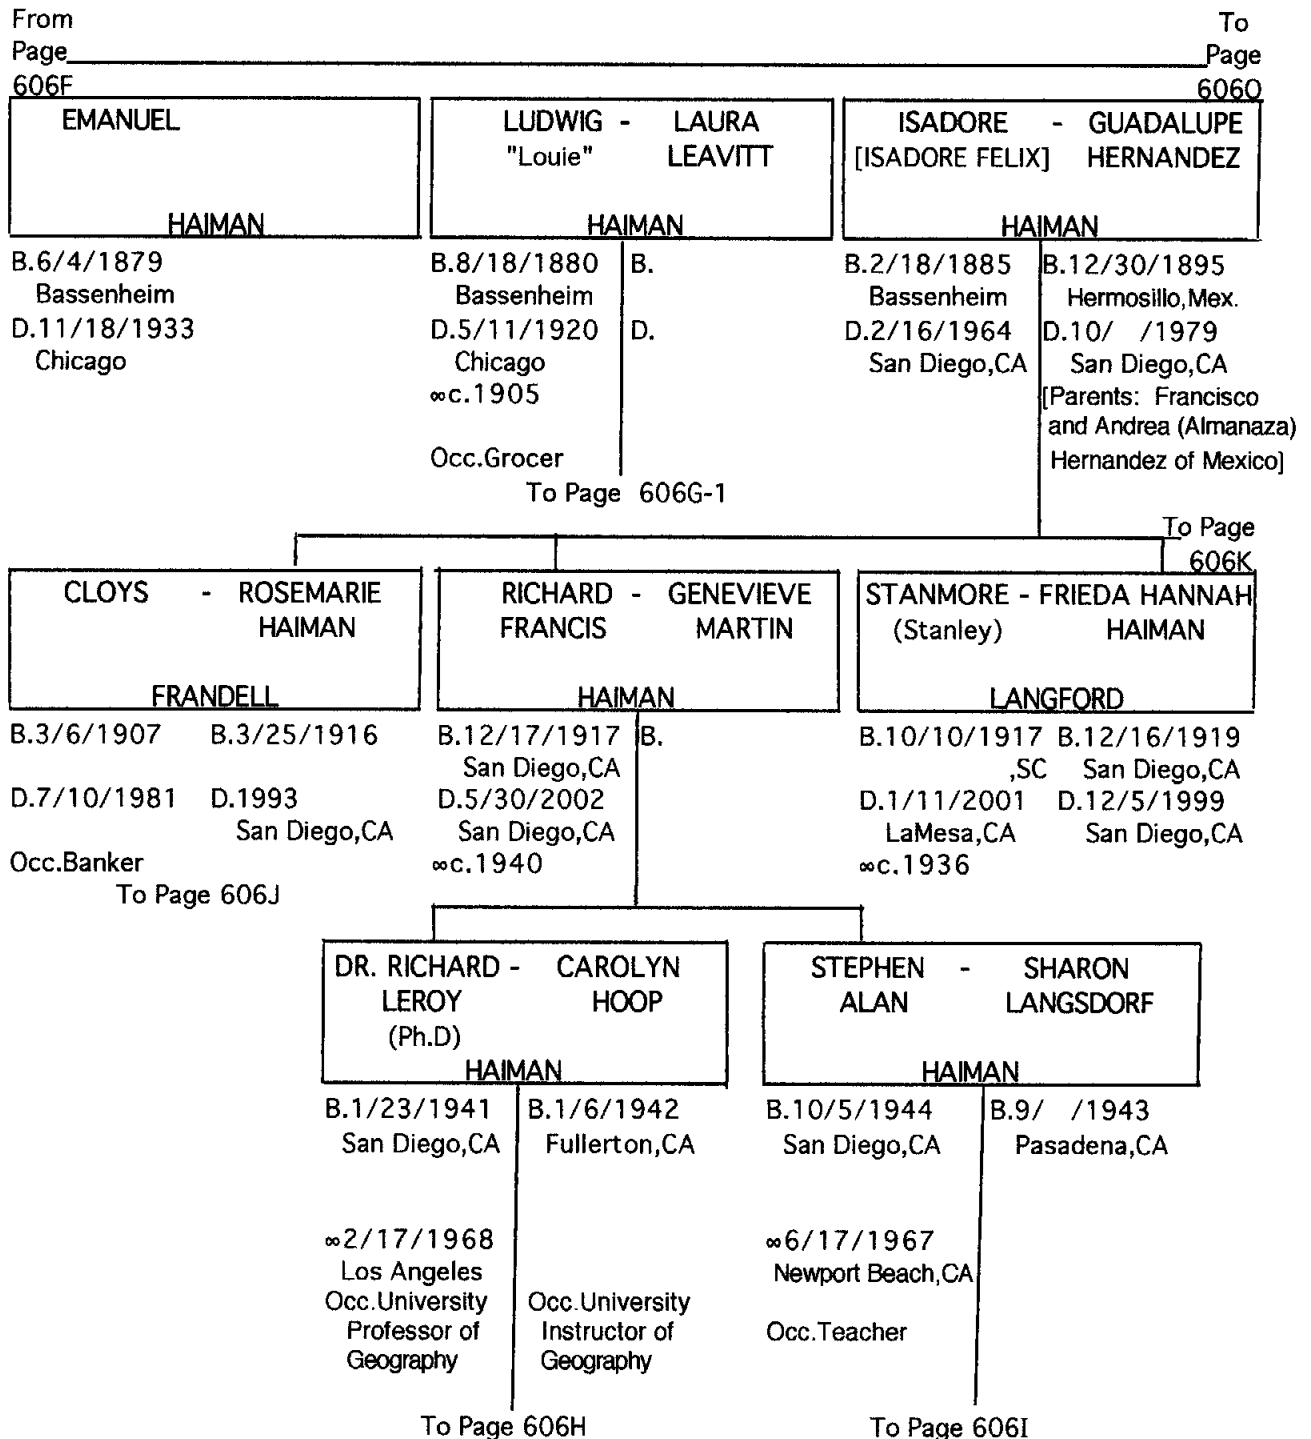 From
Page
606F
To
Page
606O
EMANUEL
HAIMAN
B.6/4/1879
Bassenheim
D.11/18/1933
Chicago
LUDWIG - LAURA
"Louie" LEAVITT
HAIMAN
B.8/18/1880 B.
Bassenheim
D.5/11/1920 D.
Chicago
∞c.1905
Occ.Grocer
To Page 606G-1
ISADORE - GUADALUPE
[ISADORE FELIX] HERNANDEZ
HAIMAN
B.2/18/1885 B.12/30/1895
Bassenheim Hermosillo,Mex.
D.2/16/1964 D.10/ /1979
San Diego,CA San Diego,CA
[Parents: Francisco
and Andrea (Almanaza)
Hernandez of Mexico]
To Page
606K
CLOYS - ROSEMARIE
HAIMAN
FRANDELL
B.3/6/1907 B.3/25/1916
D.7/10/1981 D.1993
San Diego,CA
Occ.Banker
To Page 606J
RICHARD - GENEVIEVE
FRANCIS MARTIN
HAIMAN
B.12/17/1917 B.
San Diego,CA
D.5/30/2002
San Diego,CA
∞c.1940
STANMORE - FRIEDA HANNAH
(Stanley) HAIMAN
LANGFORD
B.10/10/1917 B.12/16/1919
,SC San Diego,CA
D.1/11/2001 D.12/5/1999
LaMesa,CA San Diego,CA
∞c.1936
DR. RICHARD - CAROLYN
LEROY HOOP
(Ph.D)
HAIMAN
B.1/23/1941 B.1/6/1942
San Diego,CA Fullerton,CA
∞2/17/1968
Los Angeles
Occ.University Occ.University
Professor of Instructor of
Geography Geography
To Page 606H
STEPHEN - SHARON
ALAN LANGSDORF
HAIMAN
B.10/5/1944 B.9/ /1943
San Diego,CA Pasadena,CA
∞6/17/1967
Newport Beach,CA
Occ.Teacher
To Page 606I